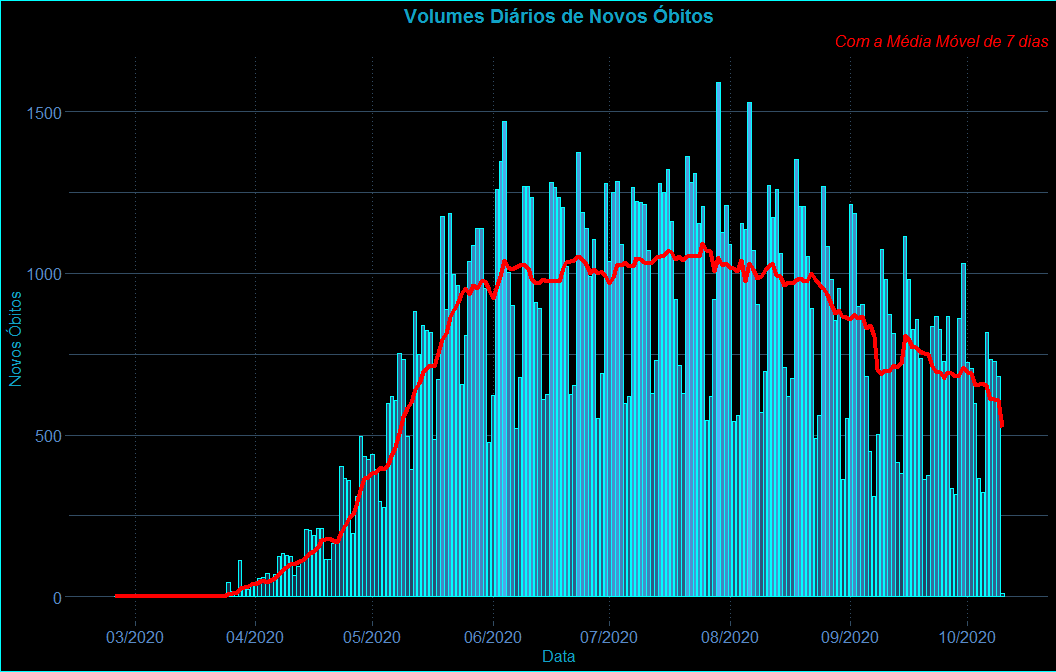 Volumes Diários de Novos Óbitos
Com a Média Móvel de 7 dias
1500
1000
500
0
Novos Óbitos
03/2020 04/2020 05/2020 06/2020 07/2020 08/2020 09/2020 10/2020
Data